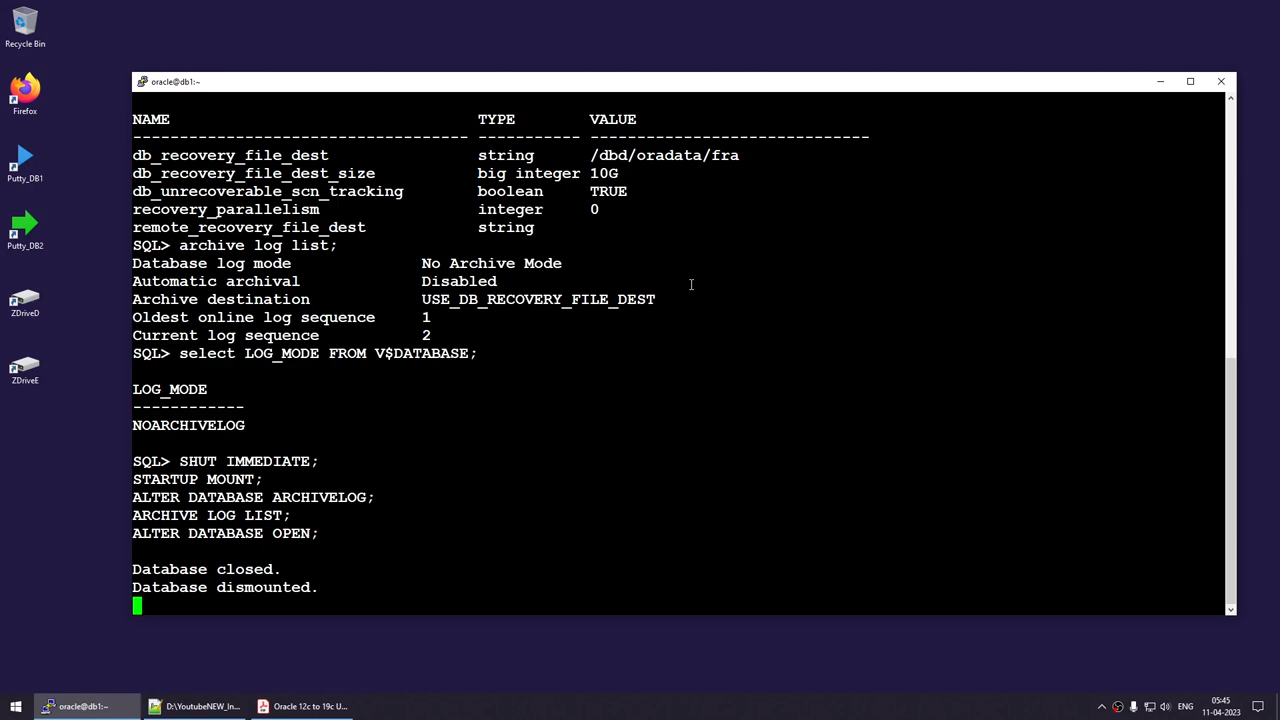 Recycle Bin
Firefox
Putty_DB1
Putty_DB2
ZDriveD
ZDriveE
oracle@db1:~
NAME TYPE VALUE
------------------------------------ ----------- ------------------------------
db_recovery_file_dest string /dbd/oradata/fra
db_recovery_file_dest_size big integer 10G
db_unrecoverable_scn_tracking boolean TRUE
recovery_parallelism integer 0
remote_recovery_file_dest string
SQL> archive log list;
Database log mode No Archive Mode
Automatic archival Disabled
Archive destination USE_DB_RECOVERY_FILE_DEST
Oldest online log sequence 1
Current log sequence 2
SQL> select LOG_MODE FROM V$DATABASE;
LOG_MODE
------------
NOARCHIVELOG
SQL> SHUT IMMEDIATE;
STARTUP MOUNT;
ALTER DATABASE ARCHIVELOG;
ARCHIVE LOG LIST;
ALTER DATABASE OPEN;
Database closed.
Database dismounted.
oracle@db1:~
D:\YoutubeNEW_In...
Oracle 12c to 19c U...
ENG
05:45
11-04-2023